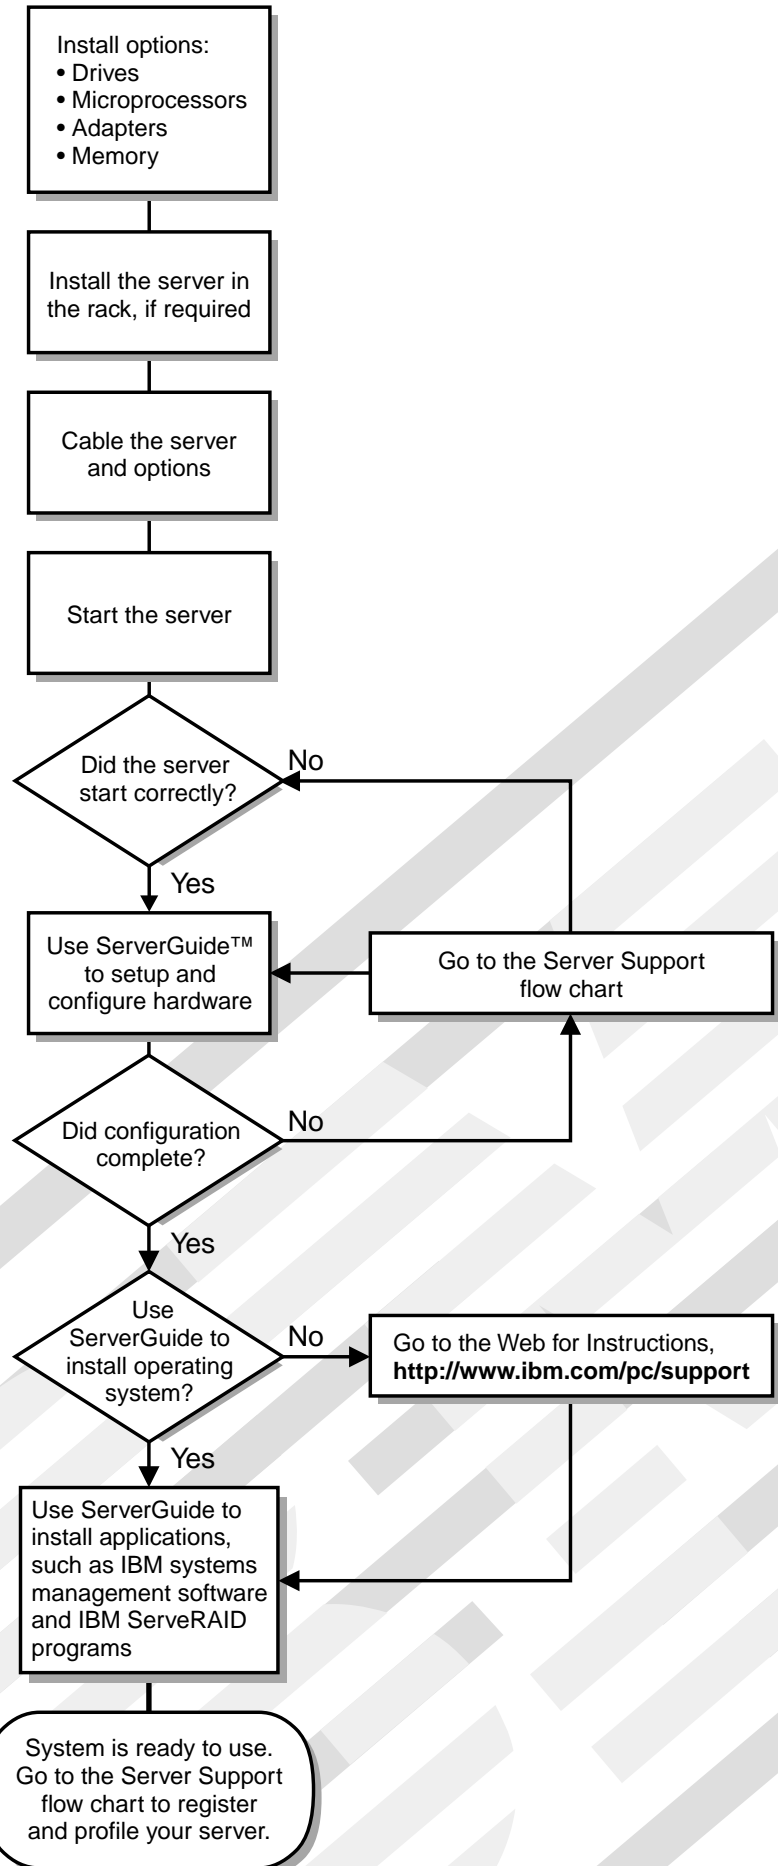 Install options:
• Drives
• Microprocessors
• Adapters
• Memory
Install the server in
the rack, if required
Cable the server
and options
Start the server
Did the server
start correctly?
No
Yes
Use ServerGuide™
to setup and
configure hardware
Go to the Server Support
flow chart
Did configuration
complete?
No
Yes
Use
ServerGuide to
install operating
system?
No
Go to the Web for Instructions,
http://www.ibm.com/pc/support
Yes
Use ServerGuide to
install applications,
such as IBM systems
management software
and IBM ServeRAID
programs
System is ready to use.
Go to the Server Support
flow chart to register
and profile your server.